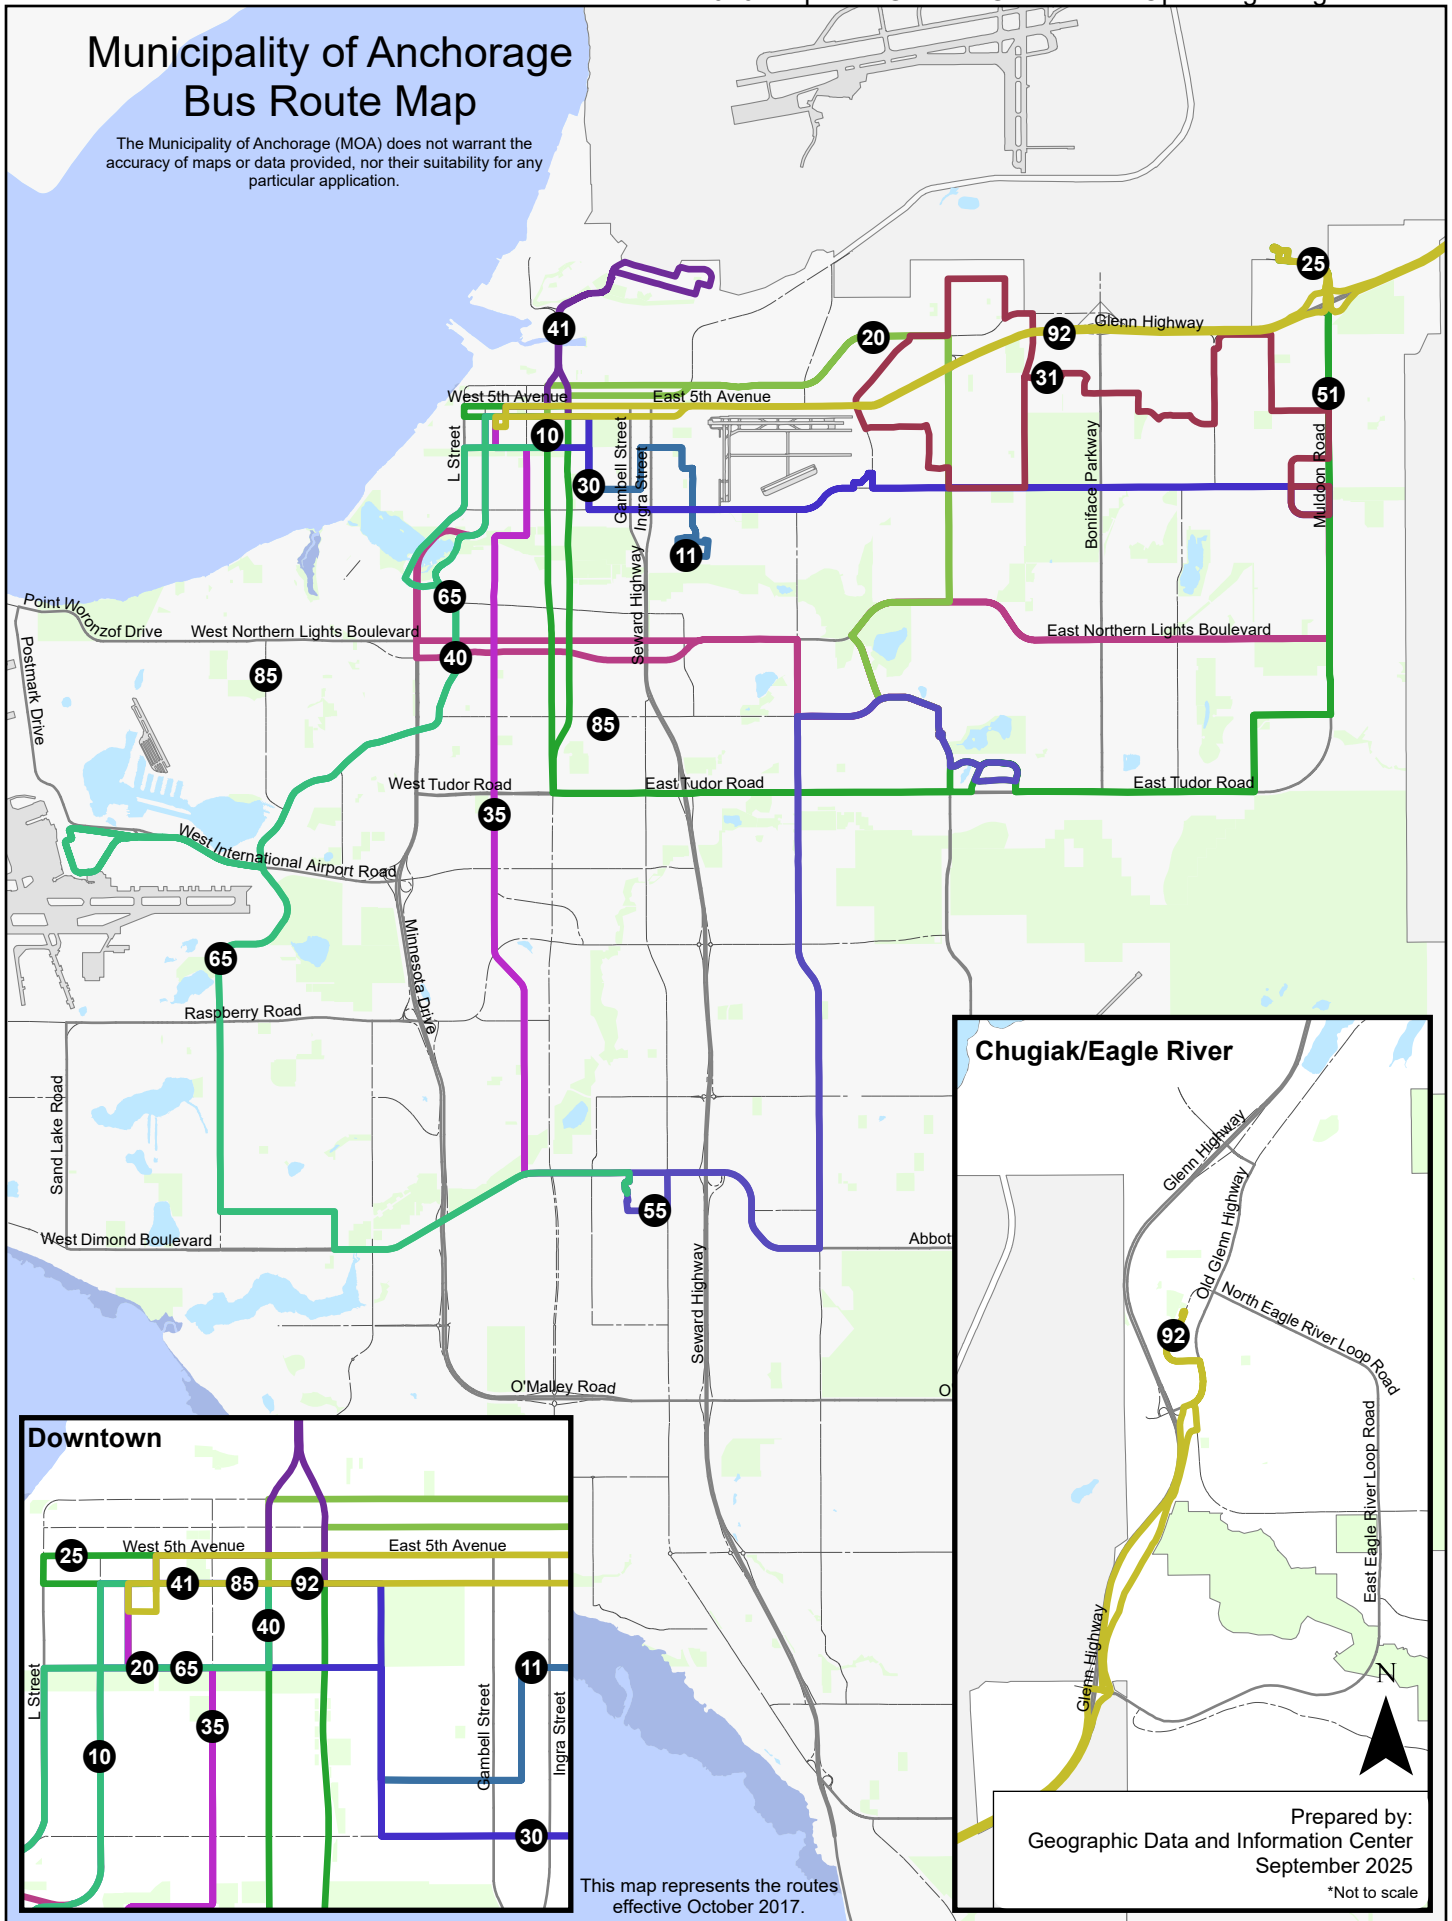 Municipality of Anchorage
Bus Route Map
The Municipality of Anchorage (MOA) does not warrant the
accuracy of maps or data provided, nor their suitability for any
particular application.
25
41
20
92
Glenn Highway
31
51
West 5th Avenue
East 5th Avenue
10
L Street
Gambell Street
Ingra Street
30
Boniface Parkway
Muldoon Road
11
65
Seward Highway
Point Woronzof Drive
West Northern Lights Boulevard
East Northern Lights Boulevard
40
85
Postmark Drive
85
West Tudor Road
East Tudor Road
East Tudor Road
35
West International Airport Road
65
Minnesota Drive
Raspberry Road
Sand Lake Road
55
West Dimond Boulevard
Abbot
Seward Highway
O'Malley Road
O
Chugiak/Eagle River
Glenn Highway
Old Glenn Highway
North Eagle River Loop Road
92
East Eagle River Loop Road
Glenn Highway
N
Prepared by:
Geographic Data and Information Center
September 2025
*Not to scale
Downtown
West 5th Avenue
East 5th Avenue
25
41
85
92
40
20
65
11
L Street
35
Gambell Street
Ingra Street
10
30
This map represents the routes
effective October 2017.